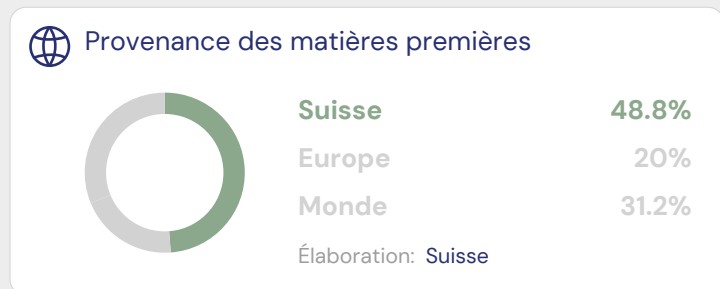 Provenance des matières premières
Suisse 48.8%
Europe 20%
Monde 31.2%
Élaboration: Suisse